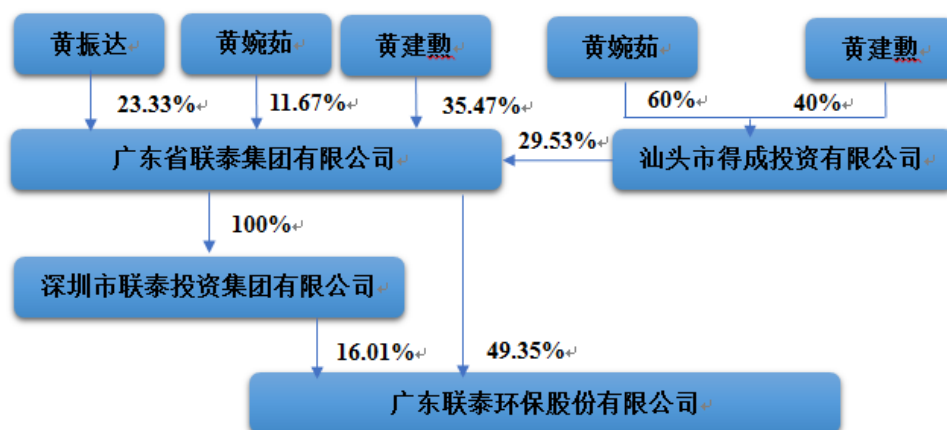 黄振达
黄婉茹
黄建勲
黄婉茹
黄建勲
23.33%
11.67%
35.47%
60%
40%
广东省联泰集团有限公司
29.53%
汕头市得成投资有限公司
100%
深圳市联泰投资集团有限公司
16.01%
49.35%
广东联泰环保股份有限公司